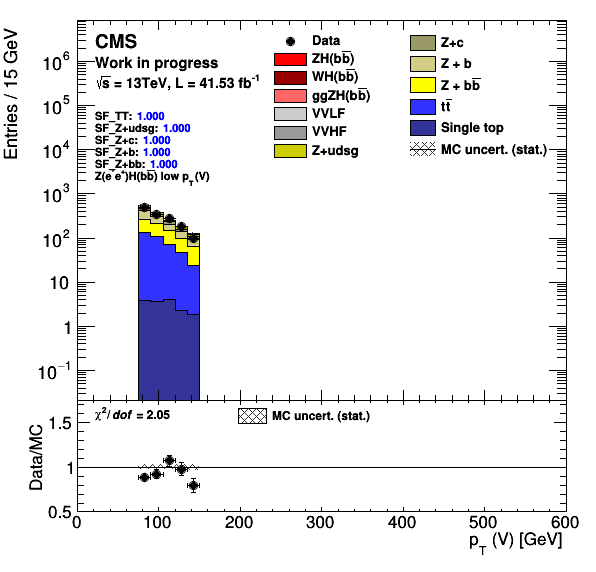 CMS
Work in progress
√s = 13TeV, L = 41.53 fb⁻¹
SF_TT: 1.000
SF_Z+udsg: 1.000
SF_Z+c: 1.000
SF_Z+b: 1.000
SF_Z+bb: 1.000
Z(e⁻e⁺)H(bb̅) low p_T(V)
Data
ZH(bb̅)
WH(bb̅)
ggZH(bb̅)
VVLF
VVHF
Z+udsg
Z+c
Z + b
Z + bb̅
tt̅
Single top
MC uncert. (stat.)
Entries / 15 GeV
10⁶
10⁵
10⁴
10³
10²
10
1
10⁻¹
χ²/dof = 2.05
MC uncert. (stat.)
Data/MC
1.5
1
0.5
0 100 200 300 400 500 600
p_T (V) [GeV]